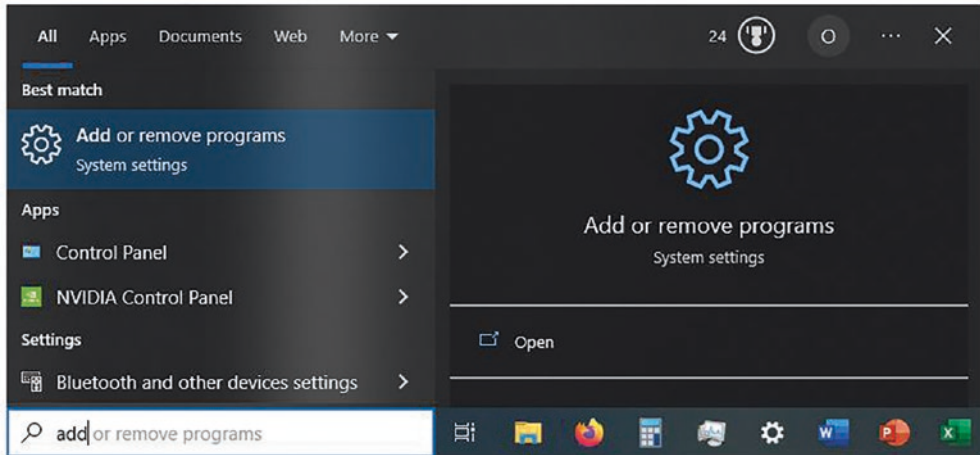 All Apps Documents Web More 24 O ...
Best match
Add or remove programs
System settings
Apps
Control Panel
NVIDIA Control Panel
Settings
Bluetooth and other devices settings
add or remove programs
Add or remove programs
System settings
Open
W P X